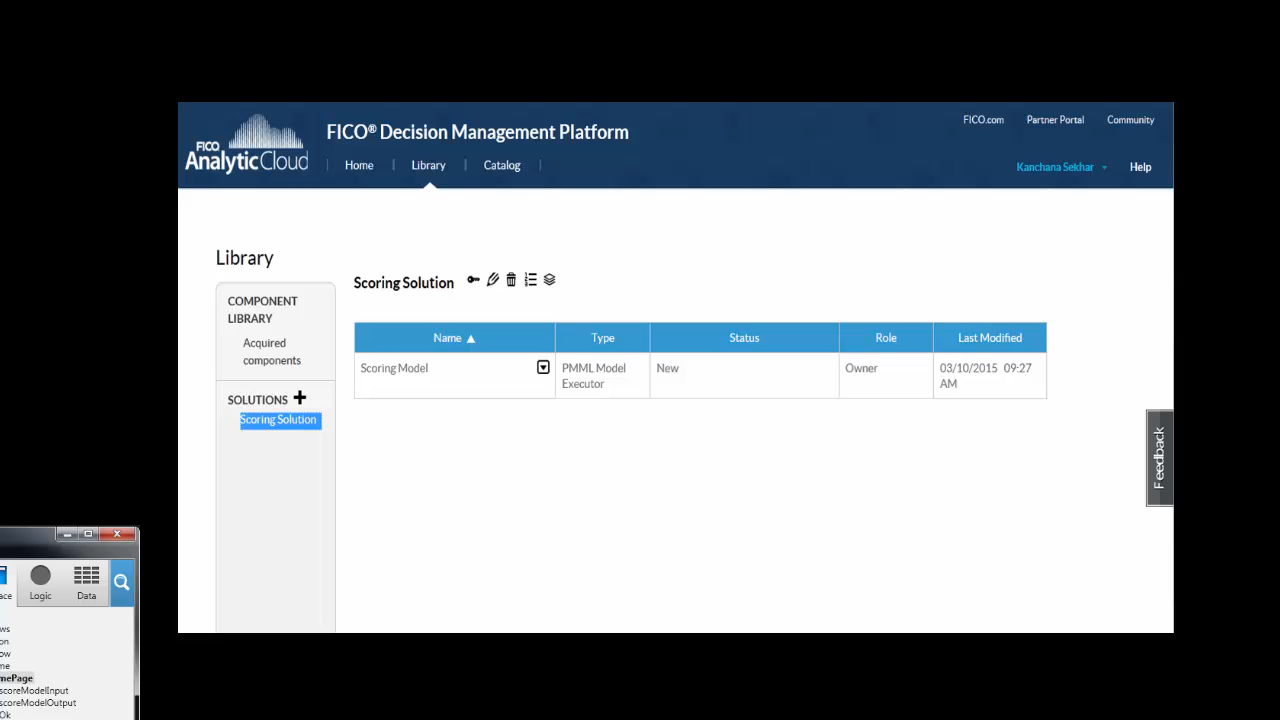 FICO
AnalyticCloud
FICO® Decision Management Platform
FICO.com
Partner Portal
Community
Home
Library
Catalog
Kanchana Sekhar
Help
Library
COMPONENT
LIBRARY
Acquired
components
SOLUTIONS
Scoring Solution
Scoring Solution
Name
Type
Status
Role
Last Modified
Scoring Model
PMML Model
Executor
New
Owner
03/10/2015 09:27
AM
Feedback
Logic
Data
mePage
scoreModelInput
scoreModelOutput
Ok